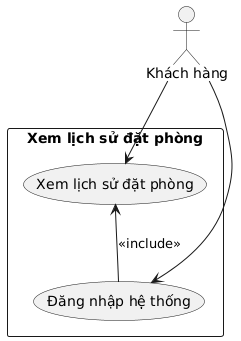 Khách hàng
Xem lịch sử đặt phòng
Xem lịch sử đặt phòng
«include»
Đăng nhập hệ thống